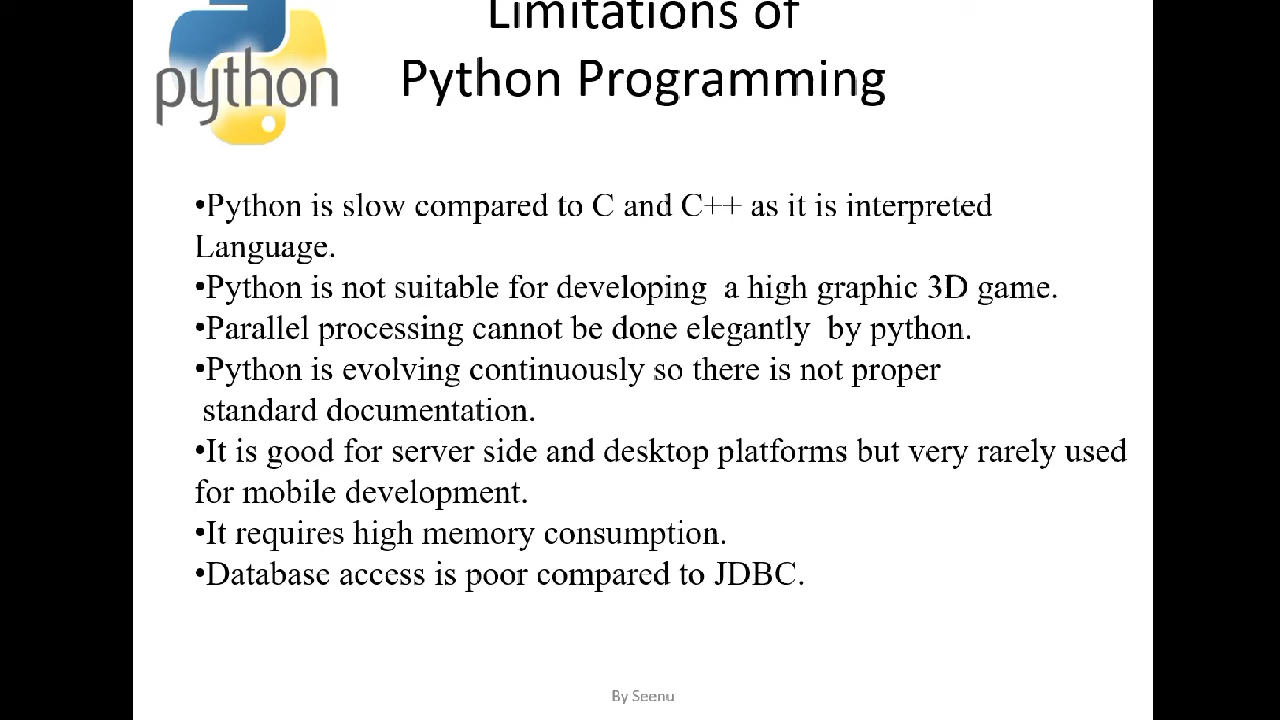 Limitations of
Python Programming
python
•Python is slow compared to C and C++ as it is interpreted
Language.
•Python is not suitable for developing  a high graphic 3D game.
•Parallel processing cannot be done elegantly  by python.
•Python is evolving continuously so there is not proper
standard documentation.
•It is good for server side and desktop platforms but very rarely used
for mobile development.
•It requires high memory consumption.
•Database access is poor compared to JDBC.
By Seenu